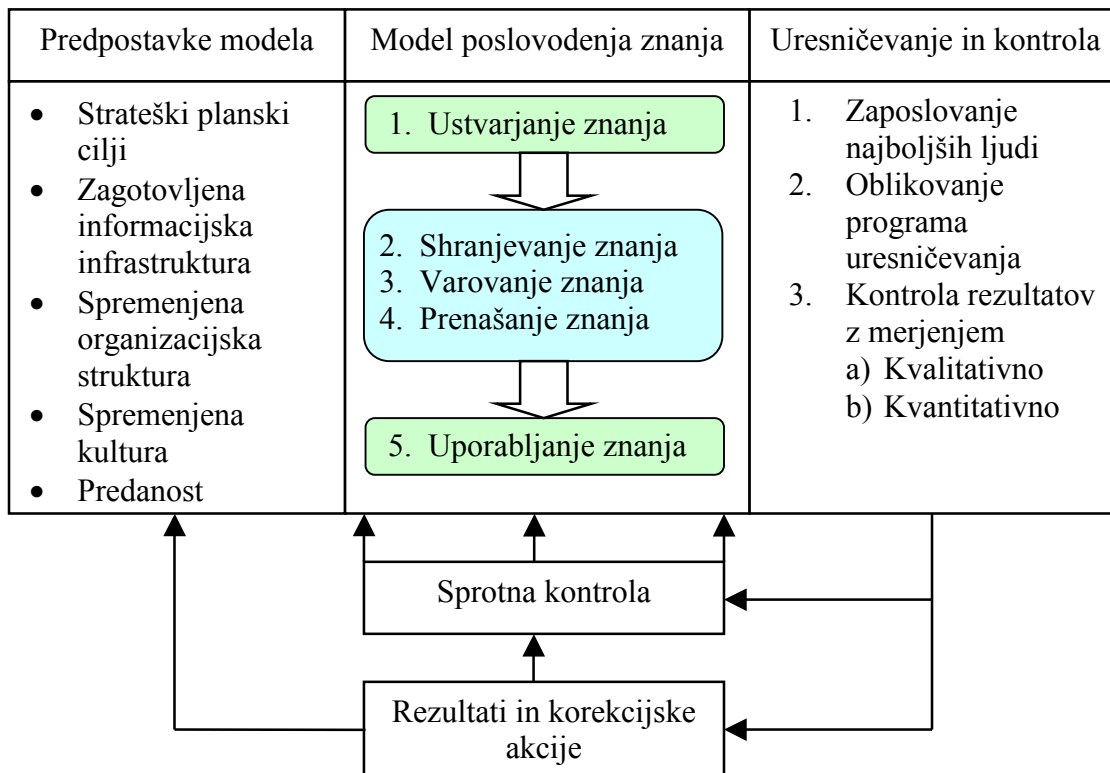 Predpostavke modela
Model poslovodenja znanja
Uresničevanje in kontrola
• Strateški planski
cilji
• Zagotovljena
informacijska
infrastruktura
• Spremenjena
organizacijska
struktura
• Spremenjena
kultura
• Predanost
1. Ustvarjanje znanja
2. Shranjevanje znanja
3. Varovanje znanja
4. Prenašanje znanja
5. Uporabljanje znanja
1. Zaposlovanje
najboljših ljudi
2. Oblikovanje
programa
uresničevanja
3. Kontrola rezultatov
z merjenjem
a) Kvalitativno
b) Kvantitativno
Sprotna kontrola
Rezultati in korekcijske
akcije